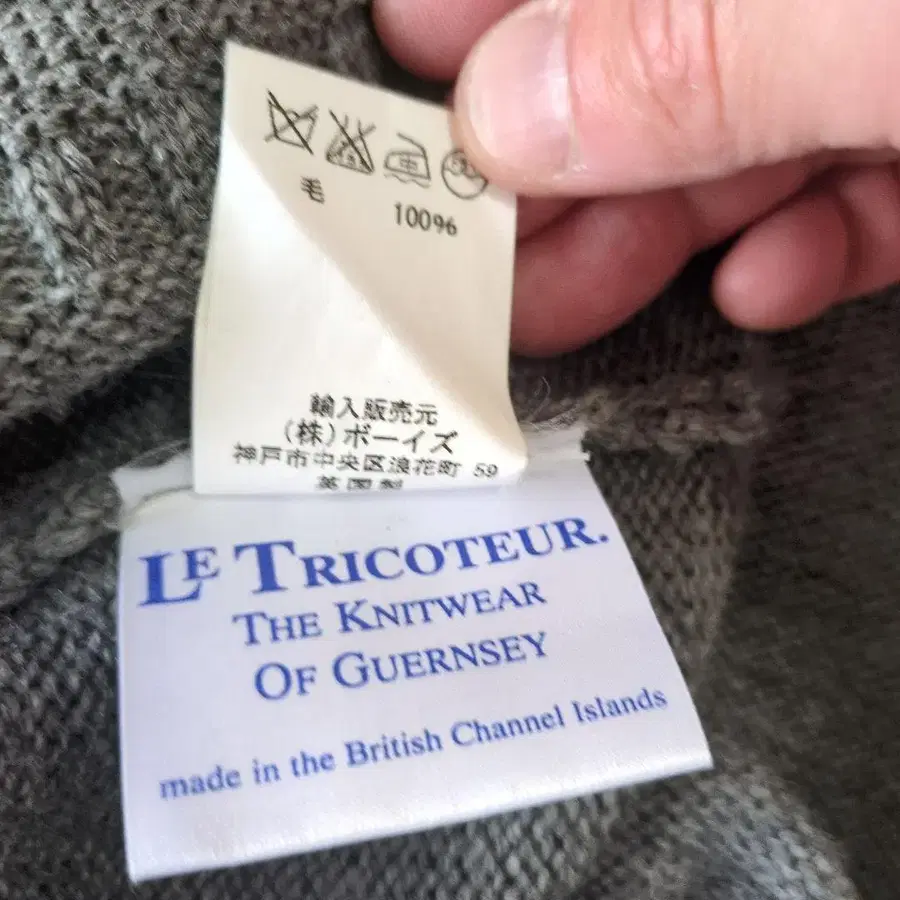 毛 100%
輸入販売元
(株)ボーイズ
神戸市中央区浪花町 59
英国製
LE TRICOTEUR.
THE KNITWEAR
OF GUERNSEY
made in the British Channel Islands